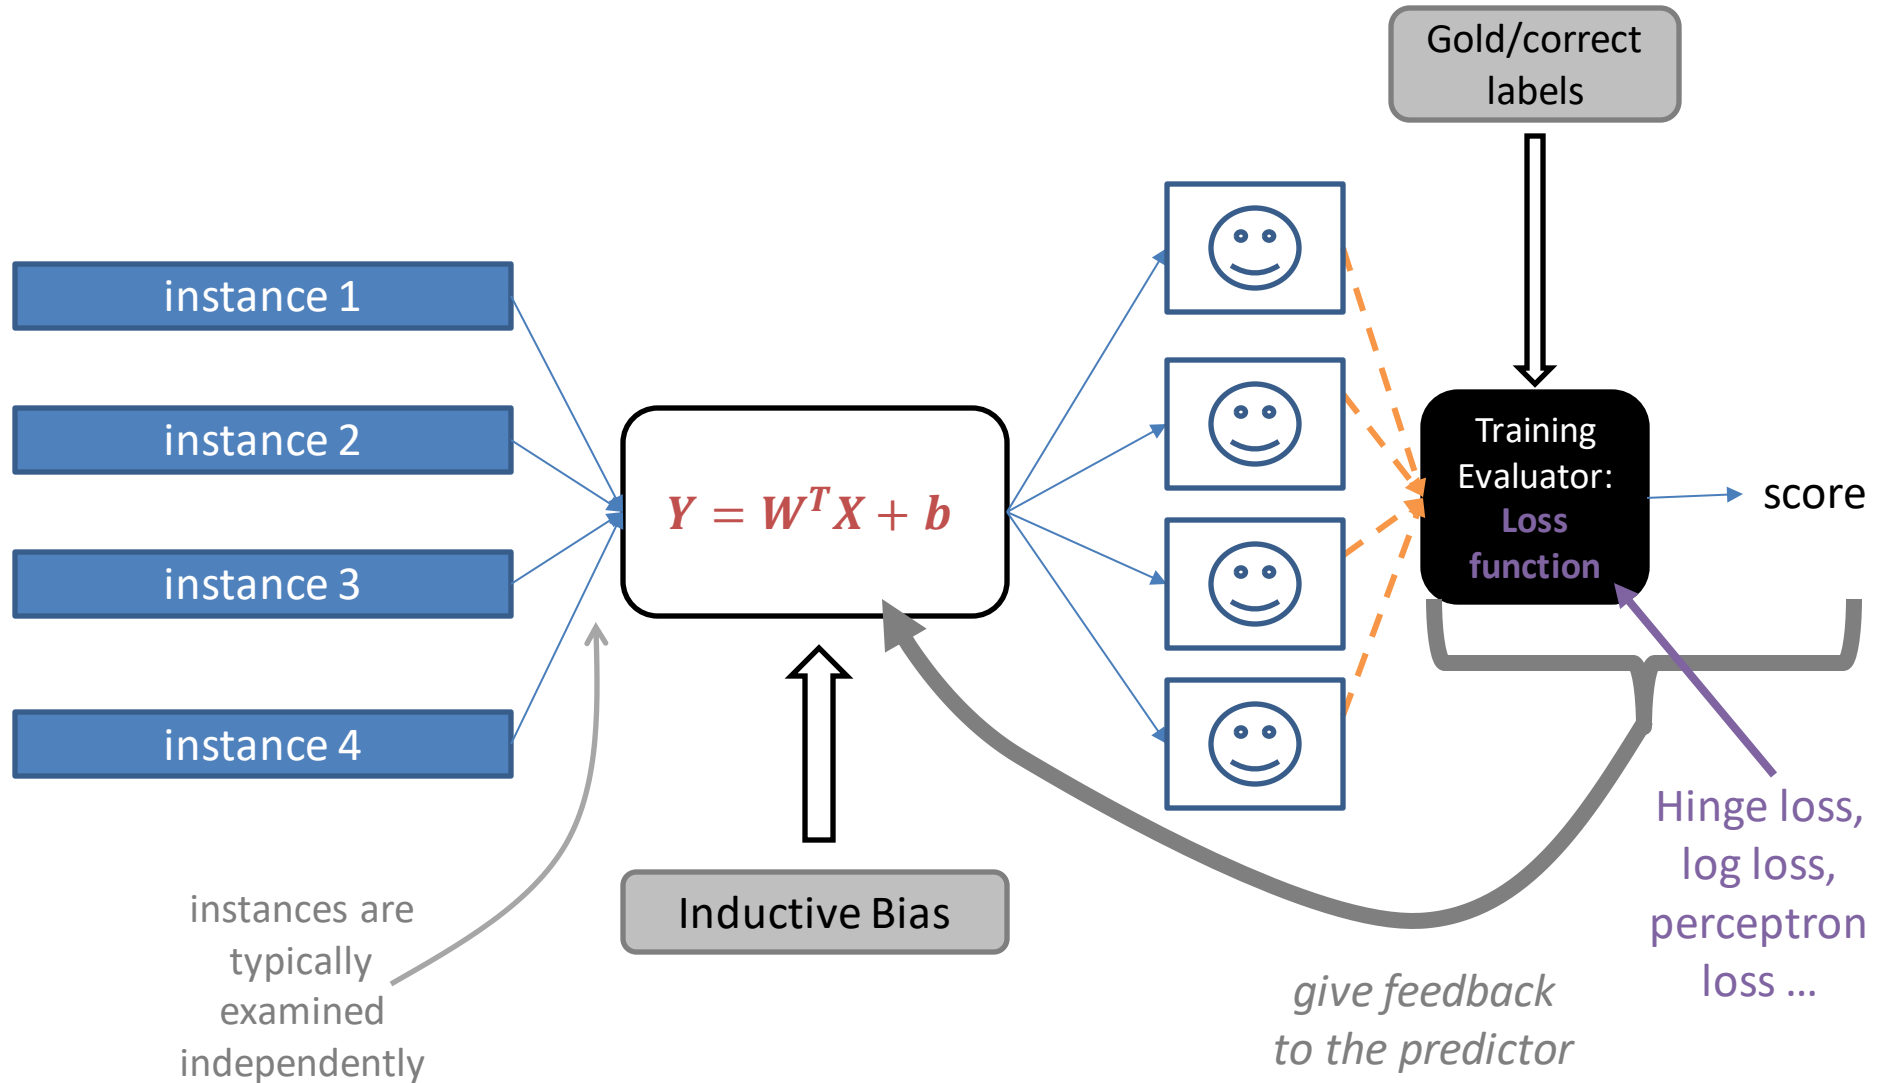 Gold/correct
labels
instance 1
instance 2
instance 3
instance 4
Y = W^T X + b
Training
Evaluator:
Loss
function
score
Inductive Bias
instances are
typically
examined
independently
give feedback
to the predictor
Hinge loss,
log loss,
perceptron
loss ...